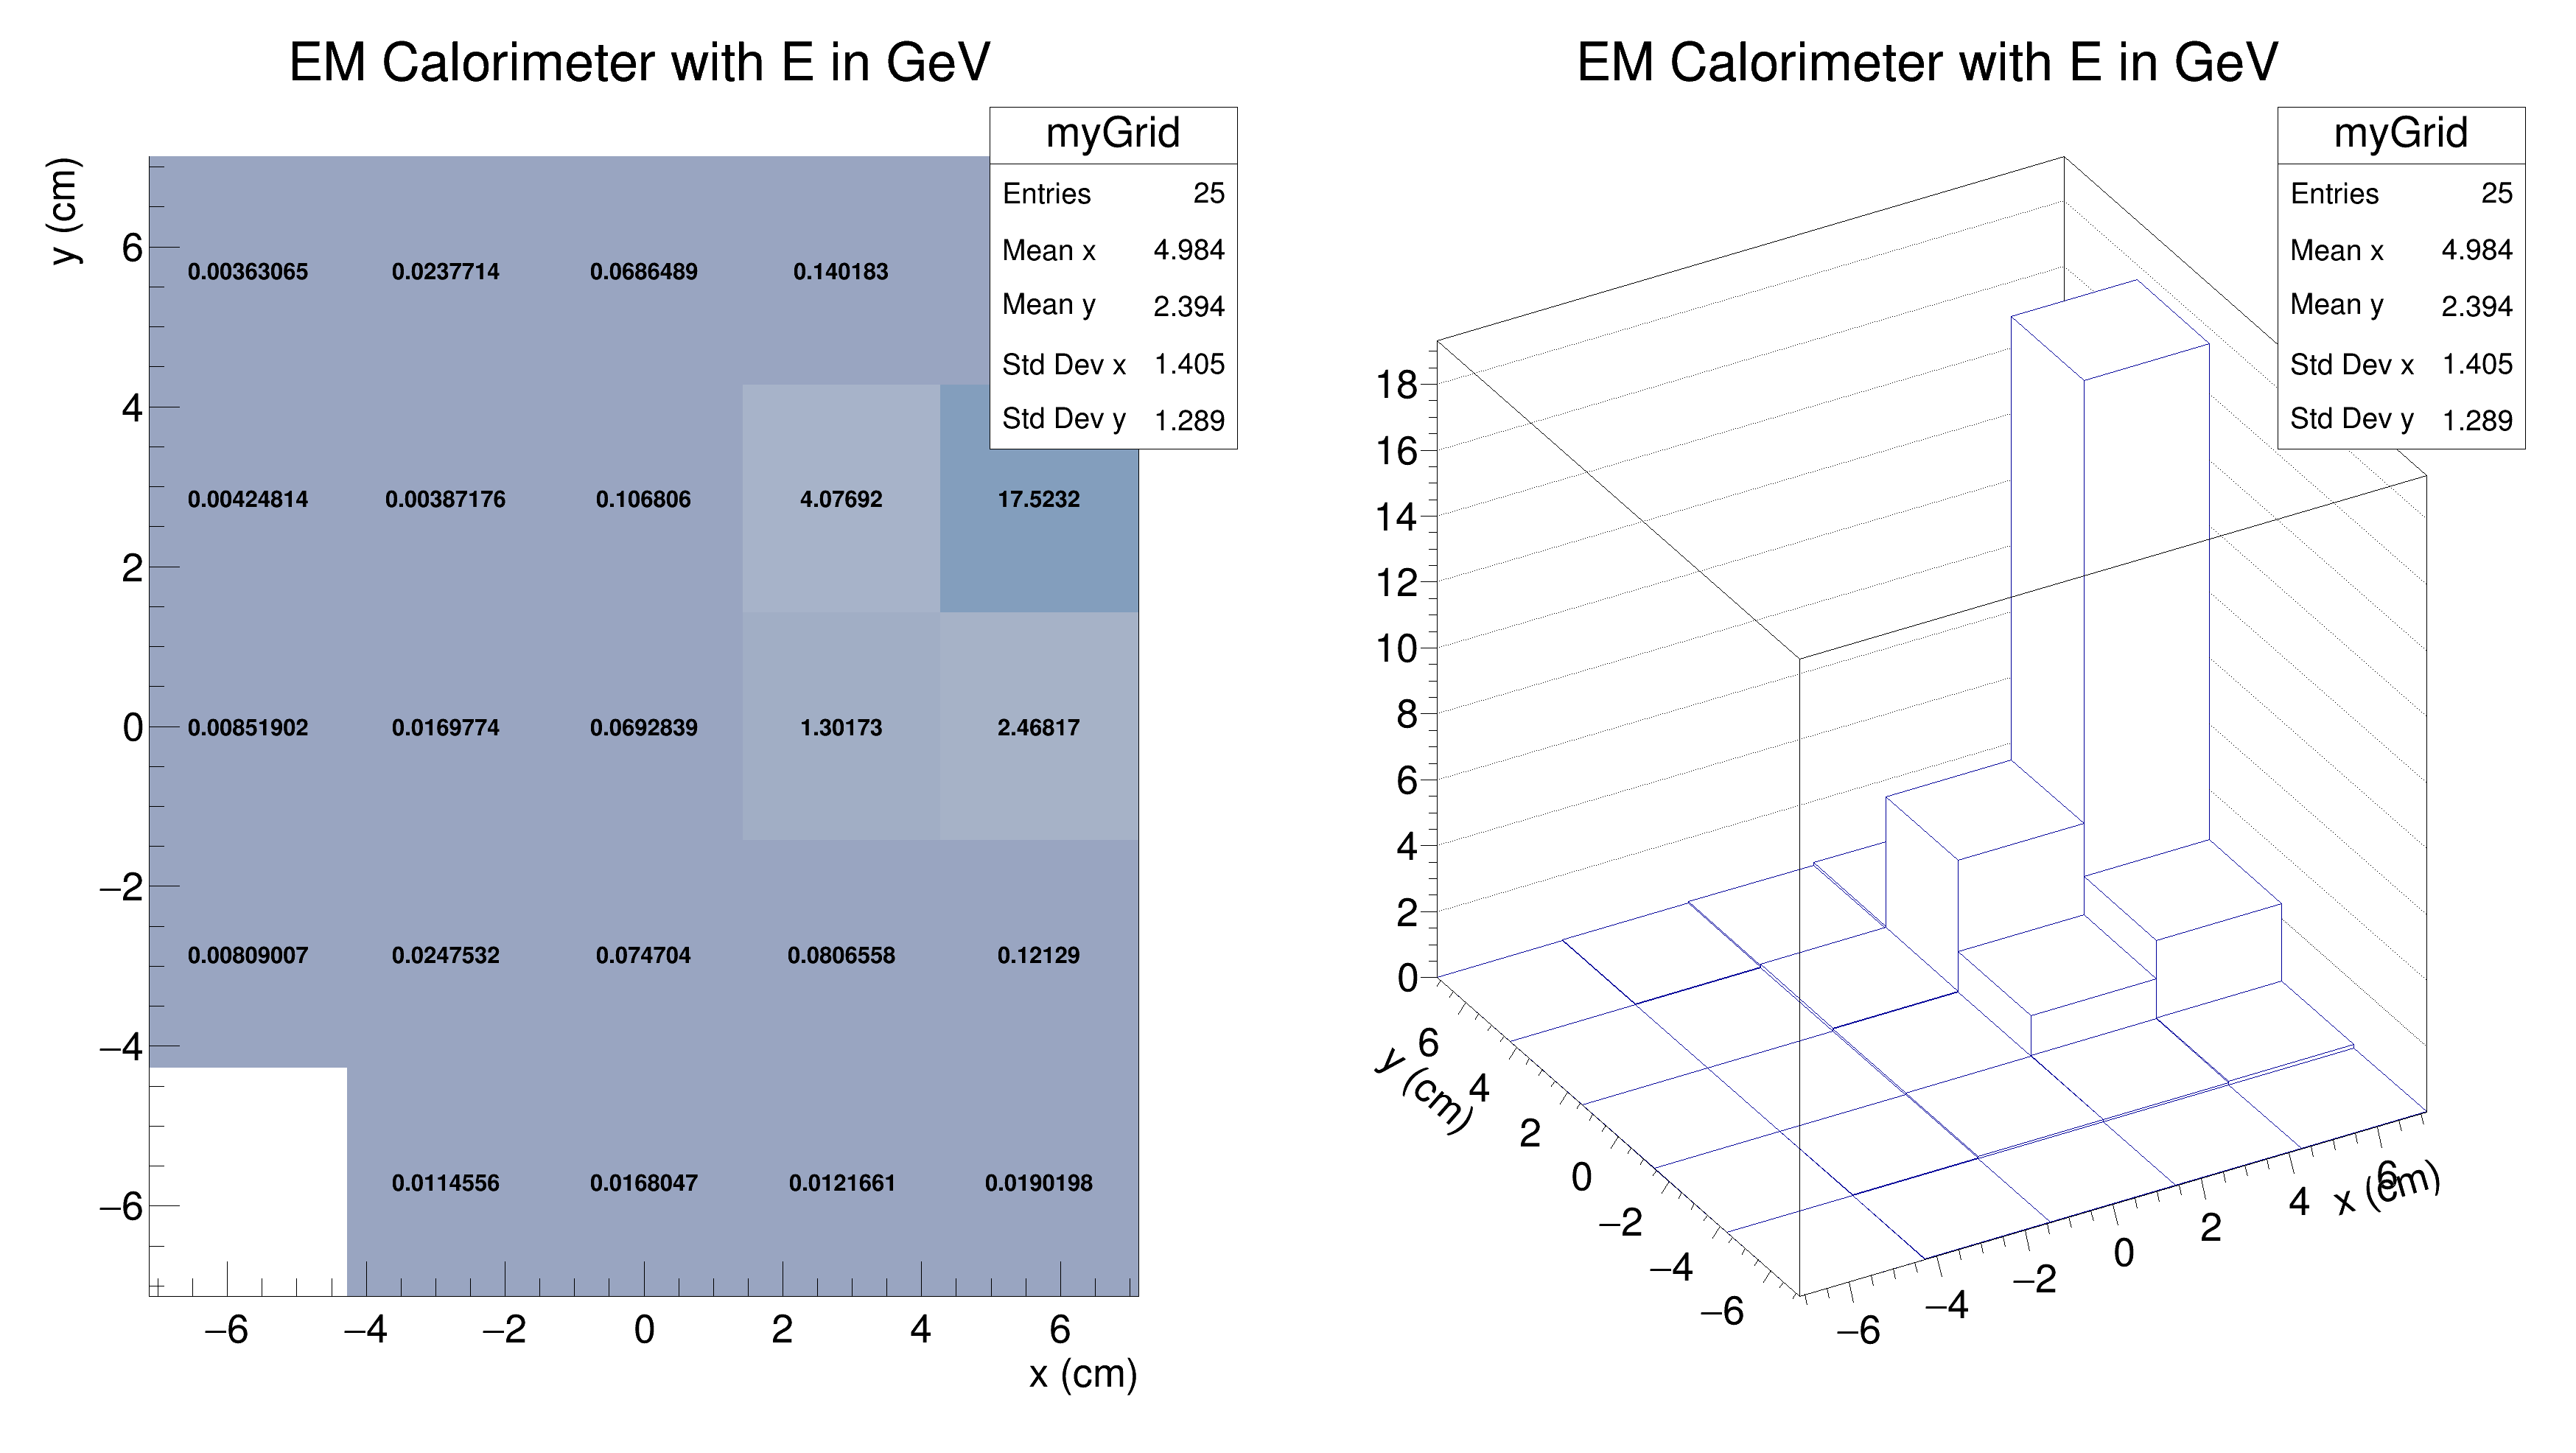 EM Calorimeter with E in GeV
myGrid
Entries 25
Mean x 4.984
Mean y 2.394
Std Dev x 1.405
Std Dev y 1.289
y (cm)
6
4
2
0
−2
−4
−6
0.00363065 0.0237714 0.0686489 0.140183
0.00424814 0.00387176 0.106806 4.07692 17.5232
0.00851902 0.0169774 0.0692839 1.30173 2.46817
0.00809007 0.0247532 0.074704 0.0806558 0.12129
0.0114556 0.0168047 0.0121661 0.0190198
−6 −4 −2 0 2 4 6
x (cm)
EM Calorimeter with E in GeV
myGrid
Entries 25
Mean x 4.984
Mean y 2.394
Std Dev x 1.405
Std Dev y 1.289
18
16
14
12
10
8
6
4
2
0
y (cm)
6
4
2
0
−2
−4
−6
−6 −4 −2 0 2 4 6
x (cm)